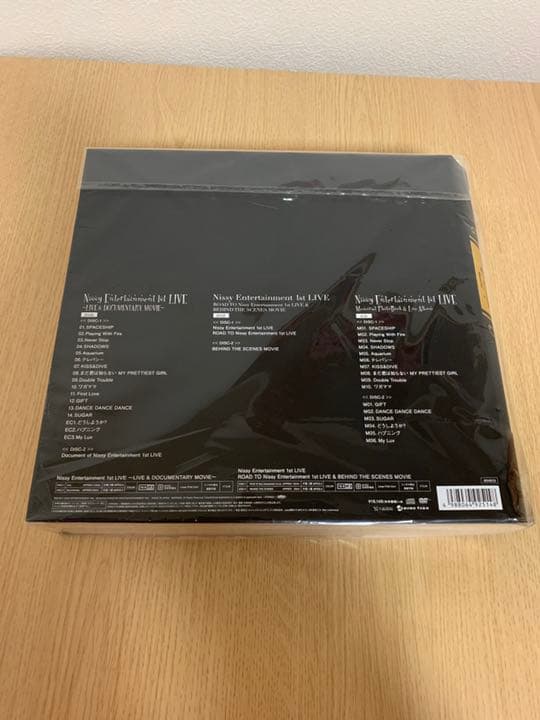 Nissy Entertainment 1st LIVE
~LIVE & DOCUMENTARY MOVIE~
<< DISC-1 >>
01.SPACESHIP
02.Playing With Fire
03.Never Stop
04.SHADOWS
05.Aquarium
06.テレパシー
07.KISS&DIVE
08.まだ君は知らない MY PRETTIEST GIRL
09.Double Trouble
10.ワガママ
11.First Love
12.GIFT
13.DANCE DANCE DANCE
14.SUGAR
EC1.どうしようか?
EC2.ハプニング
EC3.My Luv
<< DISC-2 >>
Document of Nissy Entertainment 1st LIVE
Nissy Entertainment 1st LIVE
ROAD TO Nissy Entertainment 1st LIVE &
BEHIND THE SCENES MOVIE
<< DISC-1 >>
Nissy Entertainment 1st LIVE
ROAD TO Nissy Entertainment 1st LIVE
<< DISC-2 >>
BEHIND THE SCENES MOVIE
Nissy Entertainment 1st LIVE
Memorial PhotoBook & Live Album
<< DISC-1 >>
M01. SPACESHIP
M02. Playing With Fire
M03. Never Stop
M04. SHADOWS
M05. Aquarium
M06. テレパシー
M07. KISS&DIVE
M08. まだ君は知らない MY PRETTIEST GIRL
M09. Double Trouble
M10. ワガママ
<< DISC-2 >>
M01. GIFT
M02. DANCE DANCE DANCE
M03. SUGAR
M04. どうしようか?
M05. ハプニング
M06. My Luv
Nissy Entertainment 1st LIVE ~LIVE & DOCUMENTARY MOVIE~
Nissy Entertainment 1st LIVE
ROAD TO Nissy Entertainment 1st LIVE & BEHIND THE SCENES MOVIE
4 988064 925148